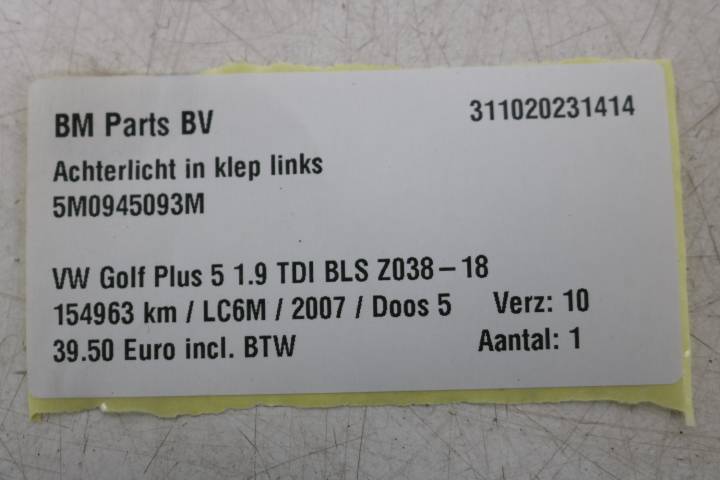 BM Parts BV 311020231414
Achterlicht in klep links
5M0945093M
VW Golf Plus 5 1.9 TDI BLS Z038-18
154963 km / LC6M / 2007 / Doos 5 Verz: 10
39.50 Euro incl. BTW Aantal: 1